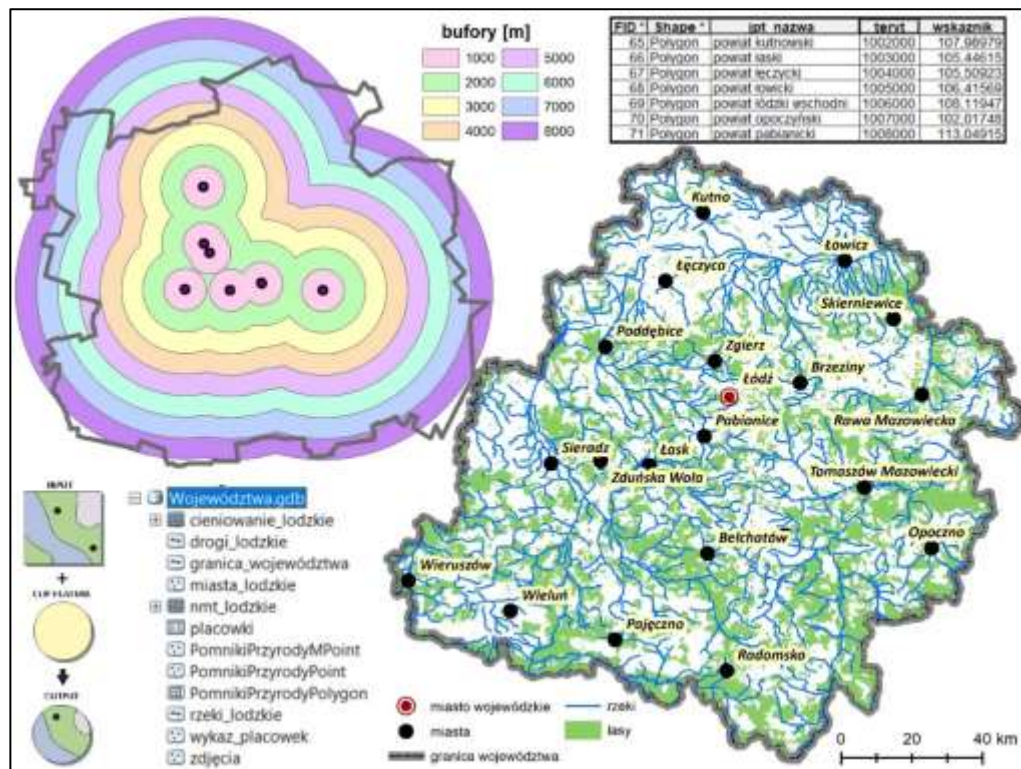 bufory [m]
1000 5000
2000 6000
3000 7000
4000 8000
FID * Shape * jpt_nazwa teryt wskaznik
65 Polygon powiat kutnowski 1002000 107,98979
66 Polygon powiat łaski 1003000 105,44615
67 Polygon powiat łęczycki 1004000 105,50923
68 Polygon powiat łowicki 1005000 106,41569
69 Polygon powiat łódzki wschodni 1006000 108,11947
70 Polygon powiat opoczyński 1007000 102,01748
71 Polygon powiat pabianicki 1008000 113,04915
Kutno
Łowicz
Łęczyca
Skierniewice
Poddębice
Zgierz
Brzeziny
Łódź
Rawa Mazowiecka
Pabianice
Sieradz
Łask
Zduńska Wola
Tomaszów Mazowiecki
Bełchatów
Opoczno
Wieruszów
Wieluń
Pajęczno
Radomsko
INPUT
+
CLIP FEATURE
OUTPUT
Województwa.gdb
cieniowanie_lodzkie
drogi_lodzkie
granica_województwa
miasta_lodzkie
nmt_lodzkie
placowki
PomnikiPrzyrodyMPoint
PomnikiPrzyrodyPoint
PomnikiPrzyrodyPolygon
rzeki_lodzkie
wykaz_placowek
zdjęcia
miasto wojewódzkie rzeki
miasta lasy
granica województwa
0 20 40 km